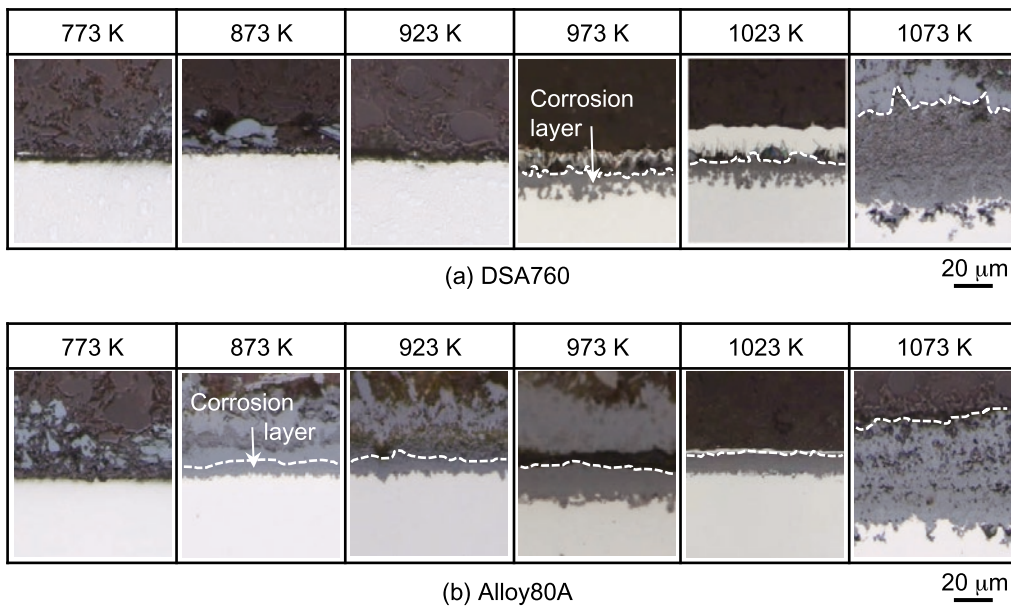 773 K 873 K 923 K 973 K 1023 K 1073 K
Corrosion
layer
(a) DSA760
20 μm
773 K 873 K 923 K 973 K 1023 K 1073 K
Corrosion
layer
(b) Alloy80A
20 μm